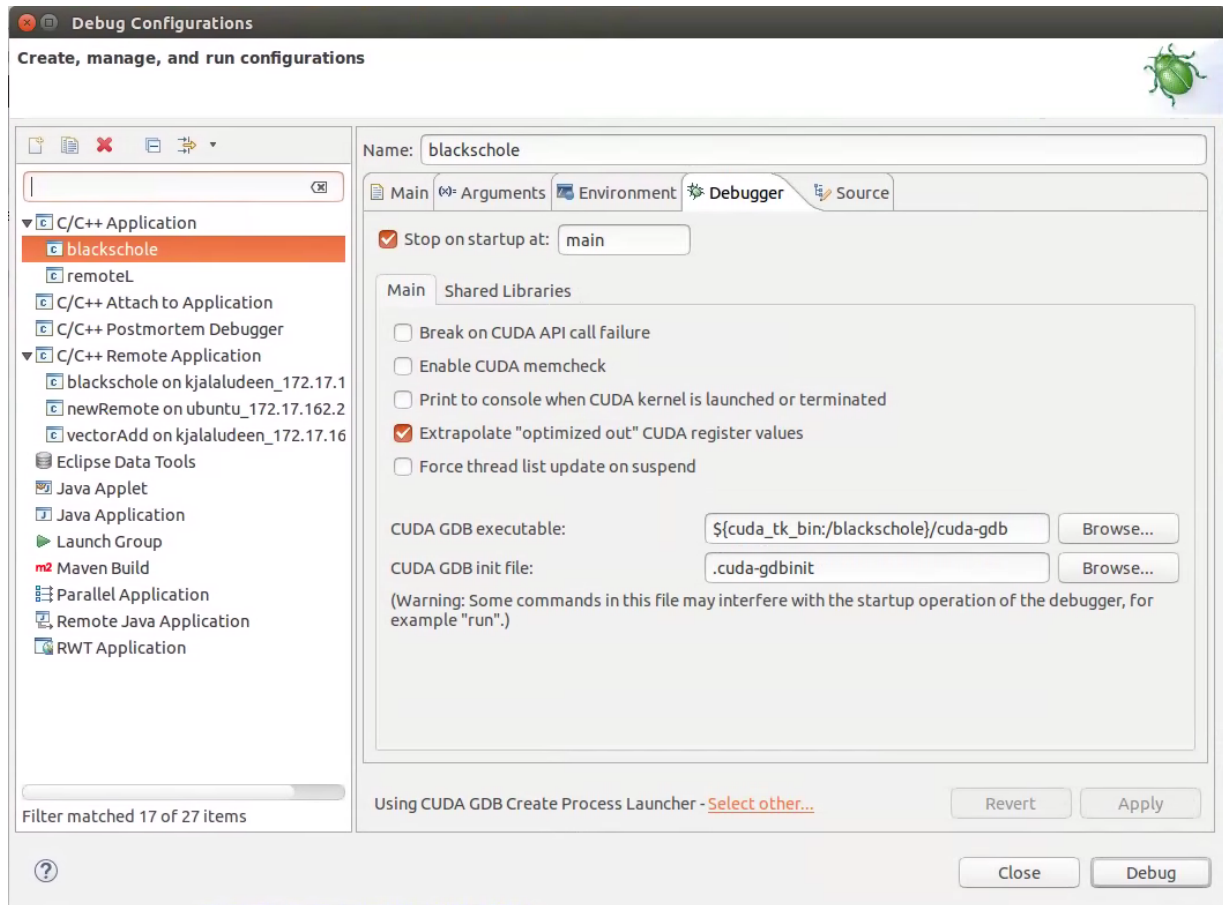 Debug Configurations
Create, manage, and run configurations
Name: blackschole
Main (x)= Arguments Environment Debugger Source
C/C++ Application
blackschole
remoteL
C/C++ Attach to Application
C/C++ Postmortem Debugger
C/C++ Remote Application
blackschole on kjalaludeen_172.17.1
newRemote on ubuntu_172.17.162.2
vectorAdd on kjalaludeen_172.17.16
Eclipse Data Tools
Java Applet
Java Application
Launch Group
m2 Maven Build
Parallel Application
Remote Java Application
RWT Application
Filter matched 17 of 27 items
Stop on startup at: main
Main Shared Libraries
Break on CUDA API call failure
Enable CUDA memcheck
Print to console when CUDA kernel is launched or terminated
Extrapolate "optimized out" CUDA register values
Force thread list update on suspend
CUDA GDB executable: ${cuda_tk_bin:/blackschole}/cuda-gdb Browse...
CUDA GDB init file: .cuda-gdbinit Browse...
(Warning: Some commands in this file may interfere with the startup operation of the debugger, for
example "run".)
Using CUDA GDB Create Process Launcher - Select other... Revert Apply
? Close Debug